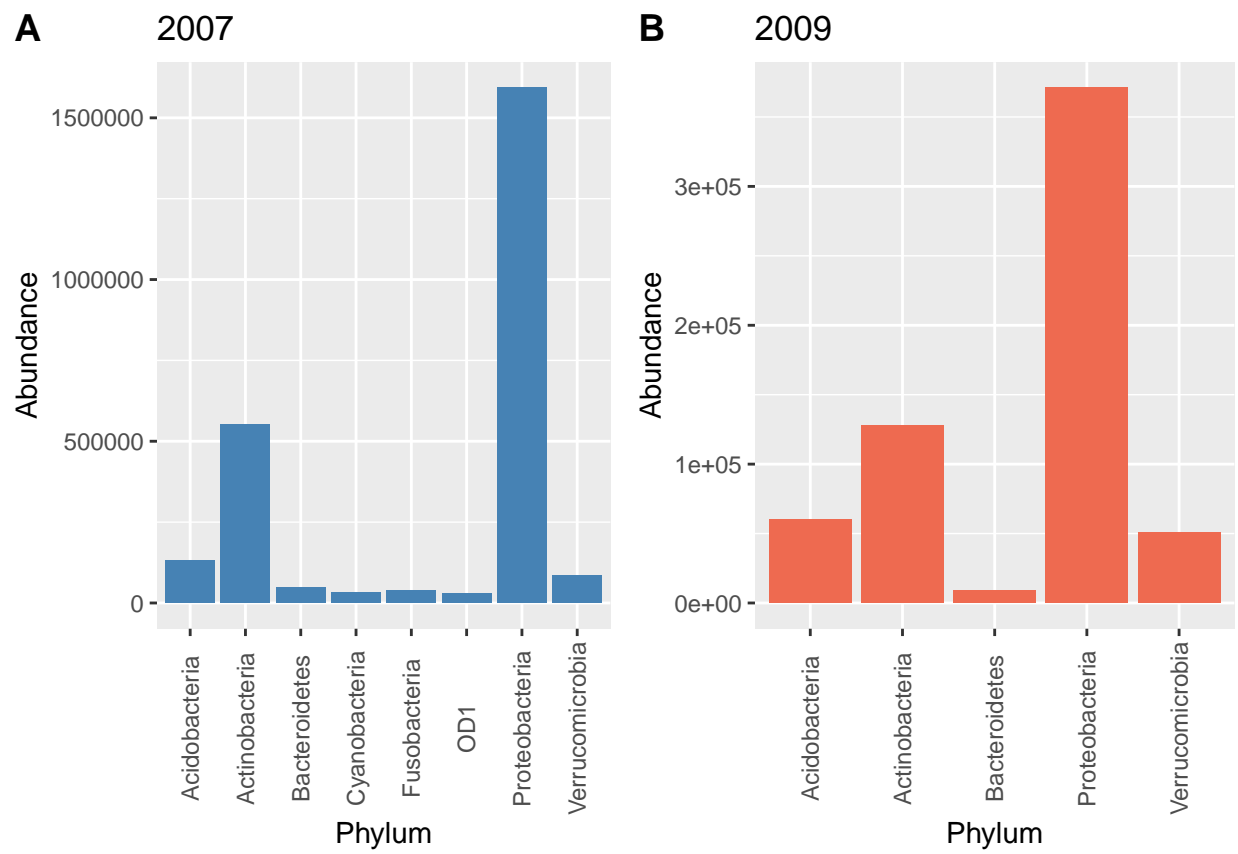 A
2007
Abundance
1500000
1000000
500000
0
Acidobacteria
Actinobacteria
Bacteroidetes
Cyanobacteria
Fusobacteria
OD1
Proteobacteria
Verrucomicrobia
Phylum
B
2009
Abundance
3e+05
2e+05
1e+05
0e+00
Acidobacteria
Actinobacteria
Bacteroidetes
Proteobacteria
Verrucomicrobia
Phylum